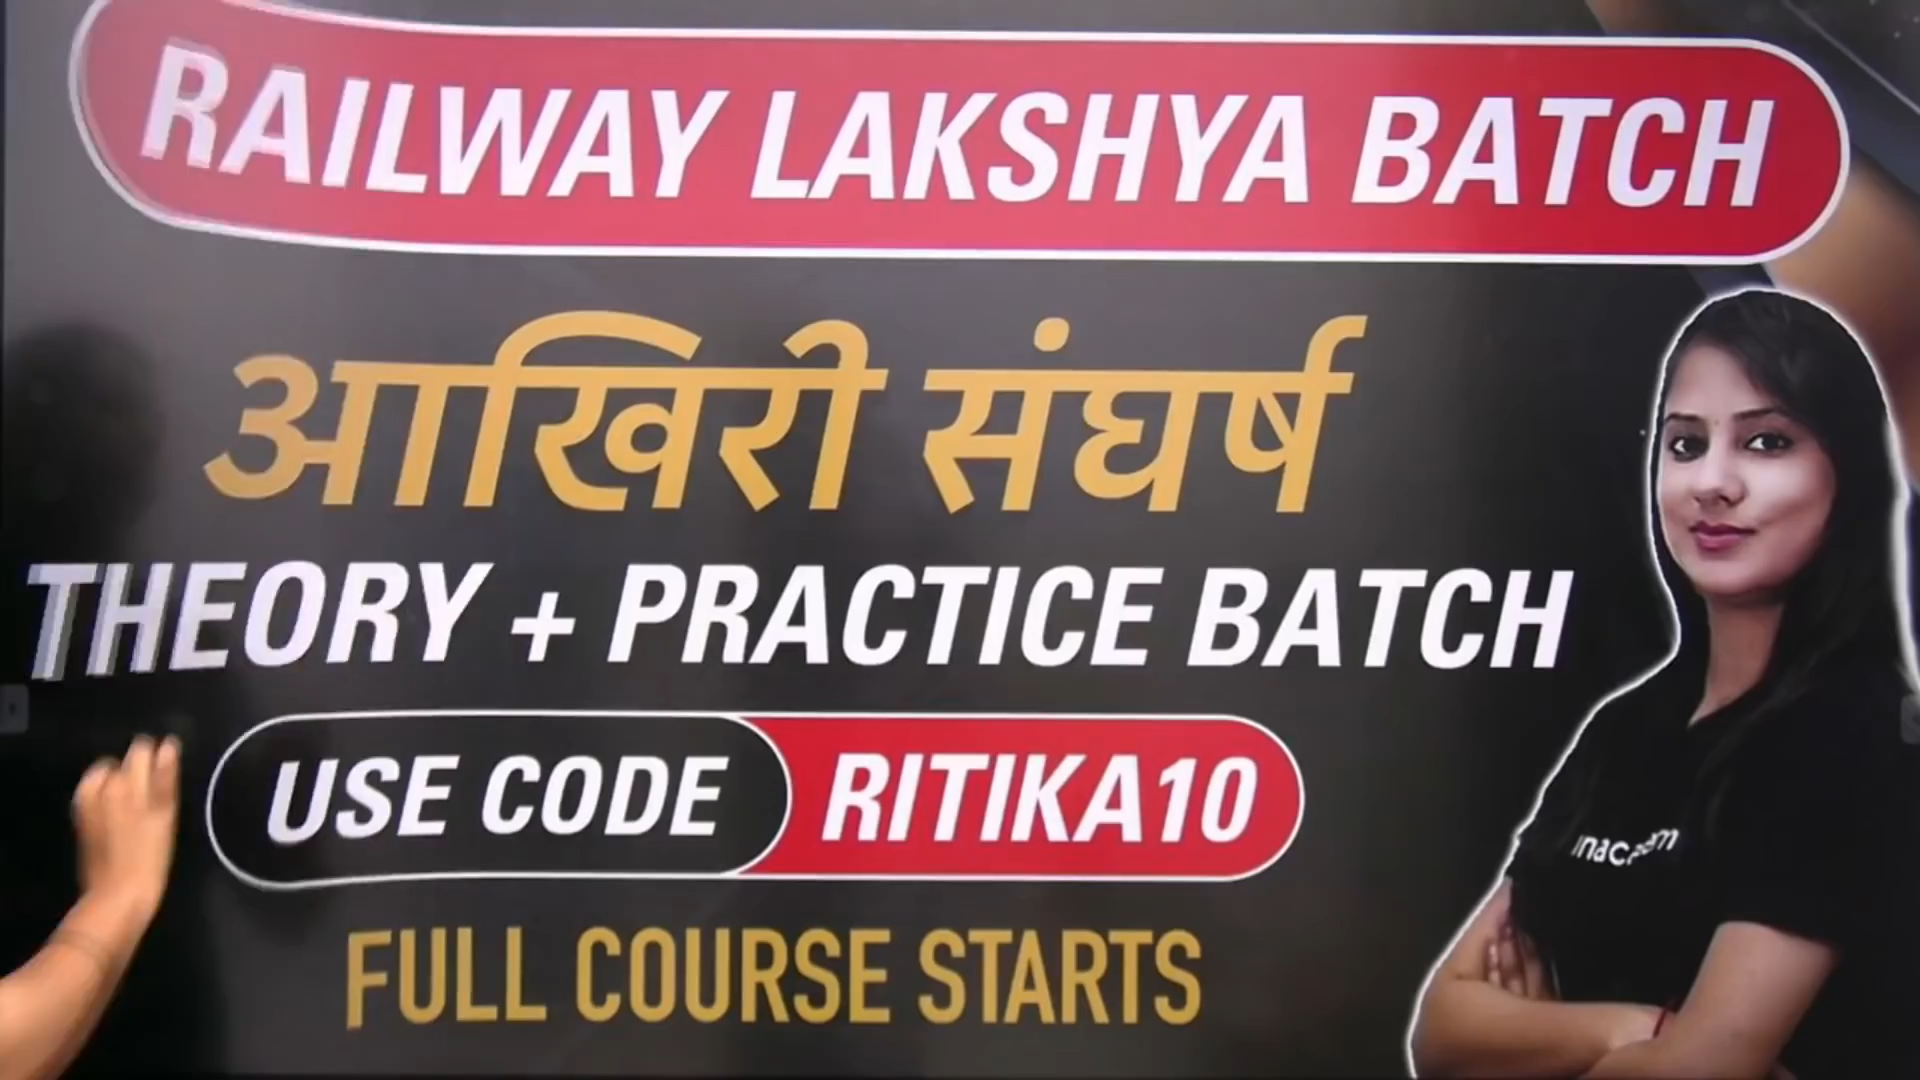 RAILWAY LAKSHYA BATCH
आखिरी संघर्ष
THEORY + PRACTICE BATCH
USE CODE RITIKA10
FULL COURSE STARTS